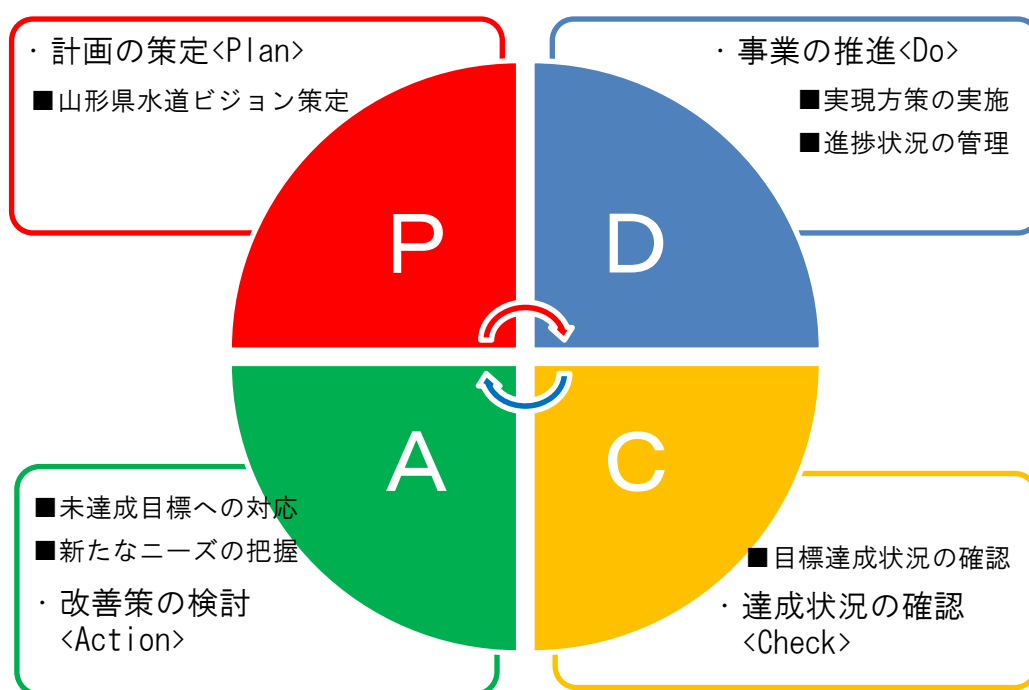 ・計画の策定<Plan>
■山形県水道ビジョン策定
・事業の推進<Do>
■実現方策の実施
■進捗状況の管理
P
D
A
C
■未達成目標への対応
■新たなニーズの把握
・改善策の検討
<Action>
■目標達成状況の確認
・達成状況の確認
<Check>